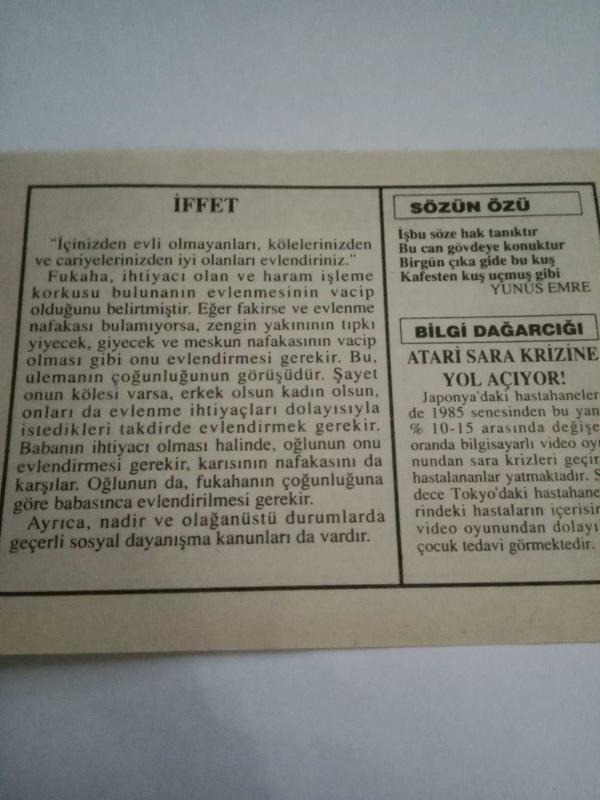 İFFET
"İçinizden evli olmayanları, kölelerinizden
ve cariyelerinizden iyi olanları evlendiriniz."
Fukaha, ihtiyacı olan ve haram işleme
korkusu bulunanın evlenmesinin vacip
olduğunu belirtmiştir. Eğer fakirse ve evlenme
nafakası bulamıyorsa, zengin yakınının tıpkı
yiyecek, giyecek ve meskun nafakasının vacip
olması gibi onu evlendirmesi gerekir. Bu,
ulemanın çoğunluğunun görüşüdür. Şayet
onun kölesi varsa, erkek olsun kadın olsun,
onları da evlenme ihtiyaçları dolayısıyla
istedikleri takdirde evlendirmek gerekir.
Babanın ihtiyacı olması halinde, oğlunun onu
evlendirmesi gerekir, karısının nafakasını da
karşılar. Oğlunun da, fukahanın çoğunluğuna
göre babasınca evlendirilmesi gerekir.
Ayrıca, nadir ve olağanüstü durumlarda
geçerli sosyal dayanışma kanunları da vardır.
SÖZÜN ÖZÜ
İşbu söze hak tanıktır
Bu can gövdeye konuktur
Birgün çıka gide bu kuş
Kafesten kuş uçmuş gibi
YUNUS EMRE
BİLGİ DAĞARCIĞI
ATARİ SARA KRİZİNE
YOL AÇIYOR!
Japonya'daki hastahaneler
de 1985 senesinden bu yan
% 10-15 arasında değişe
oranda bilgisayarlı video oyu
nundan sara krizleri geçir
hastalananlar yatmaktadır. S
dece Tokyo'daki hastahane
rindeki hastaların içerisin
video oyunundan dolayı
çocuk tedavi görmektedir.